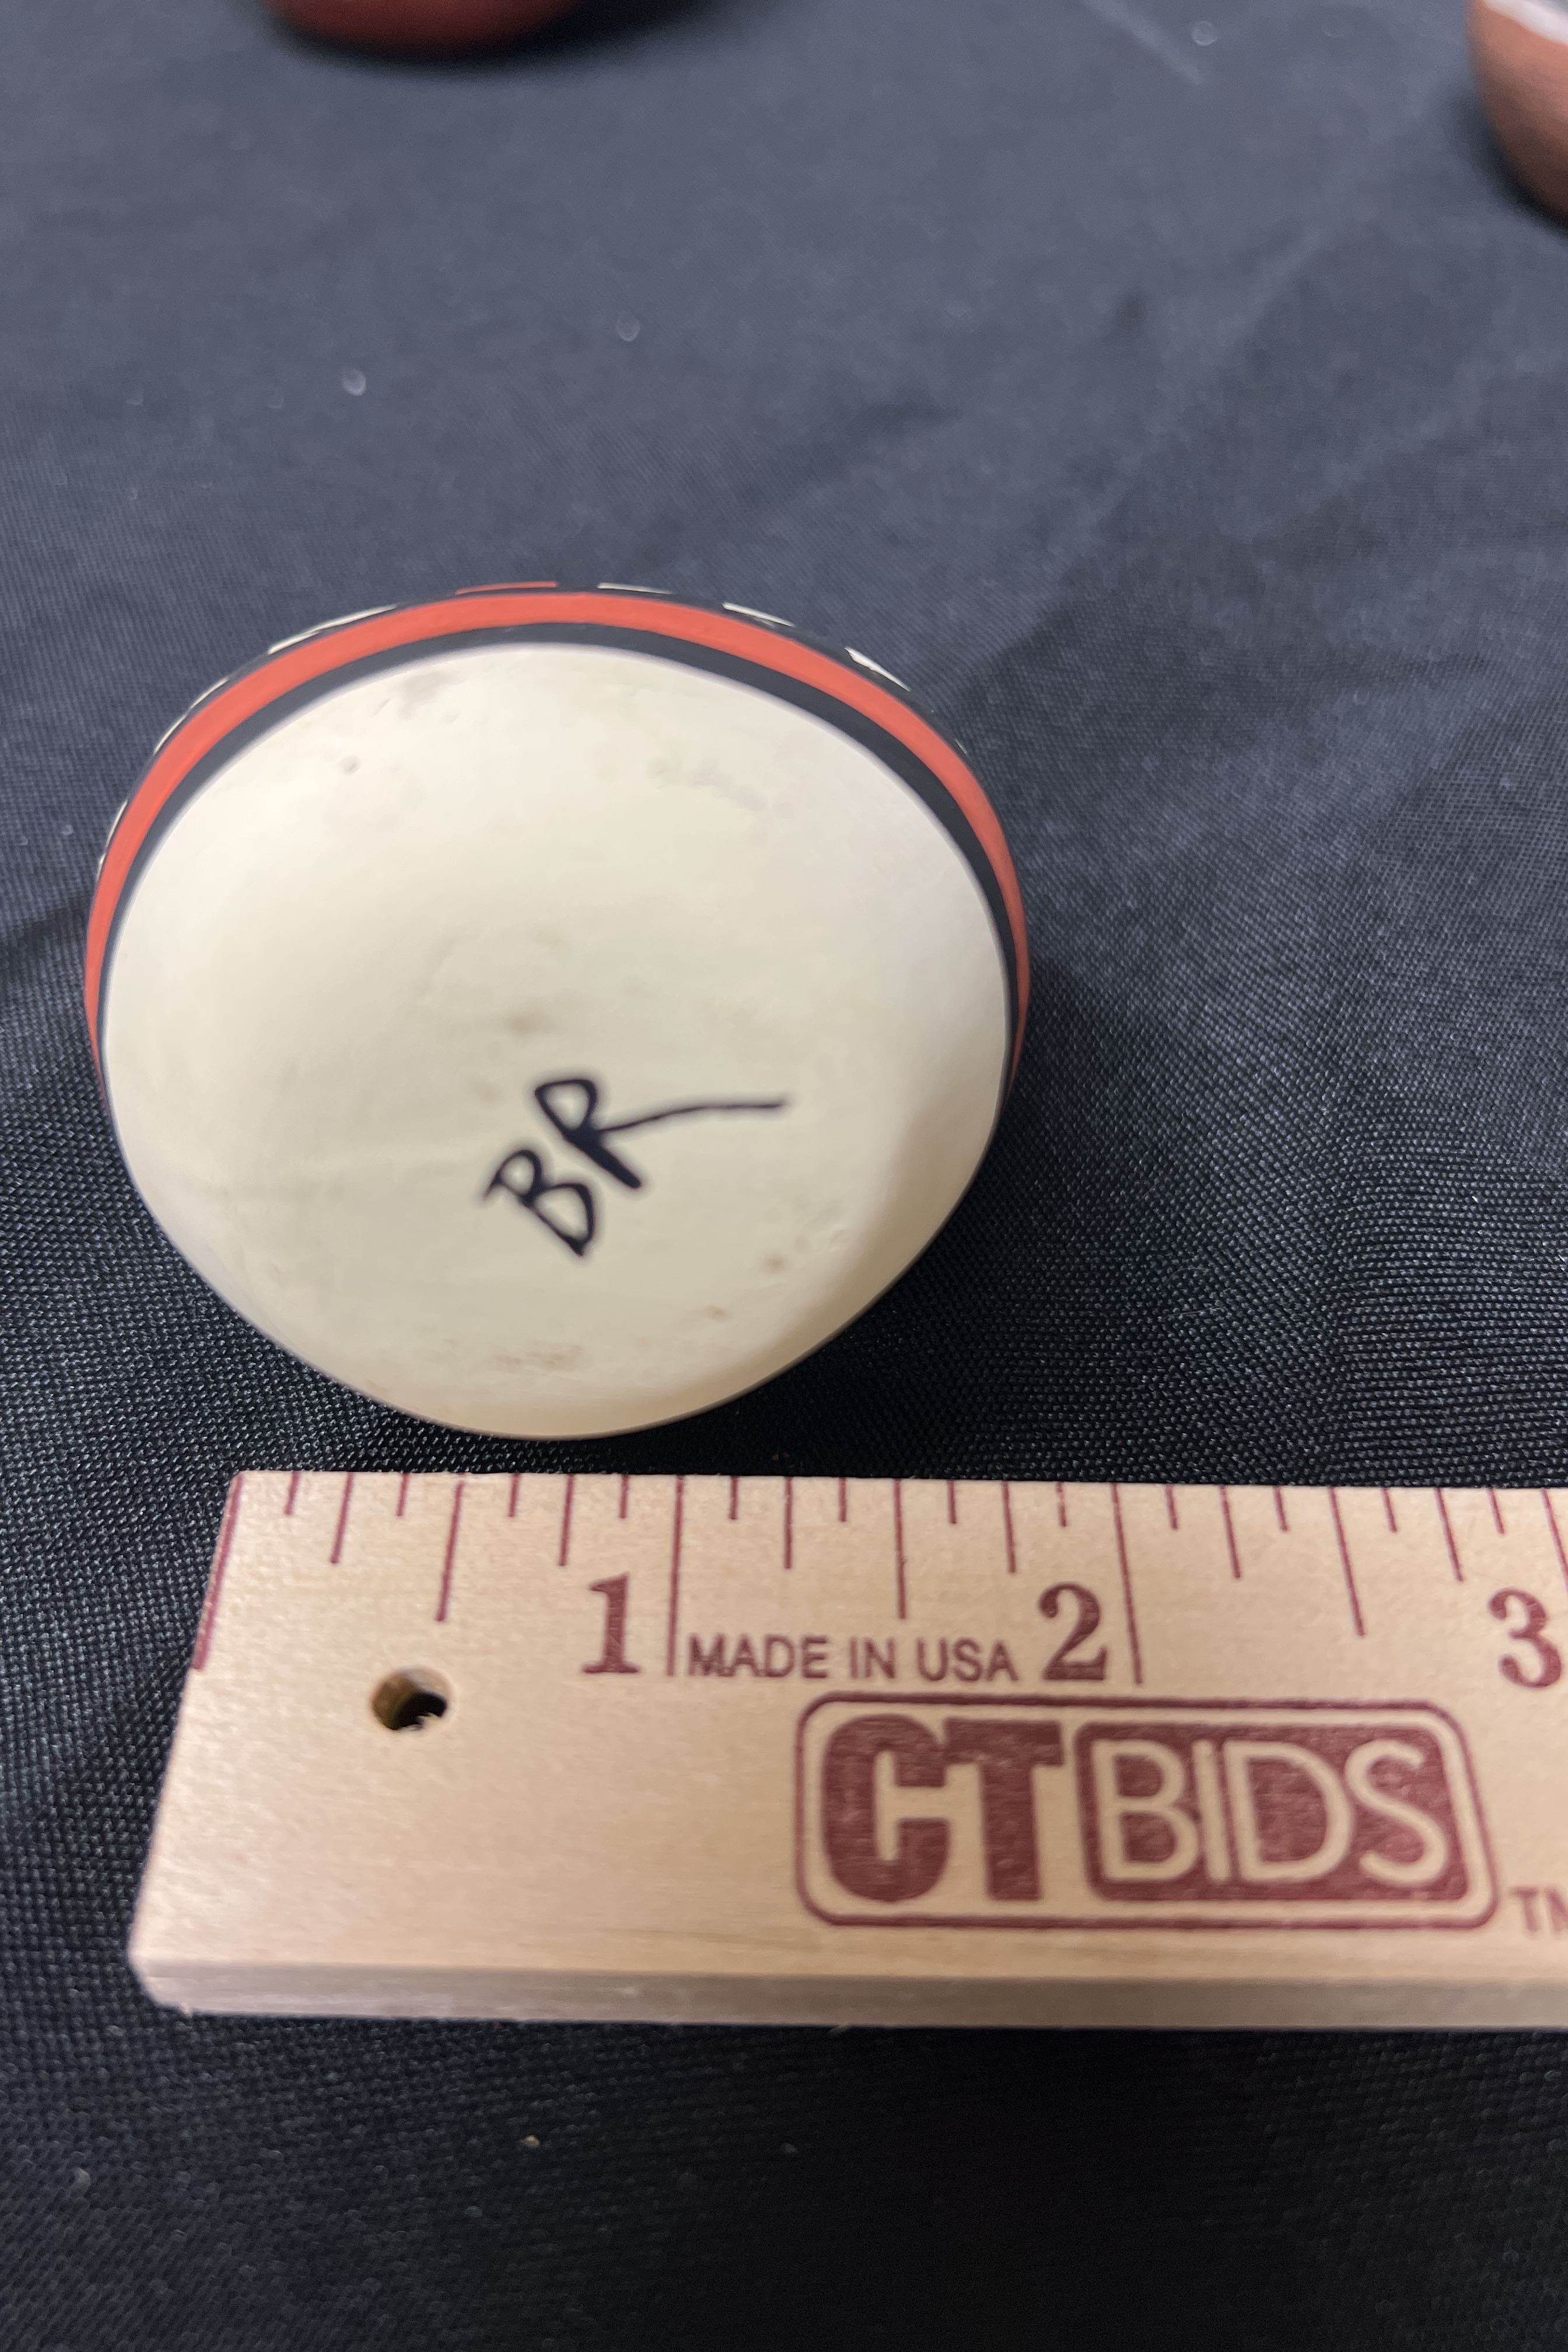 BR
1 2 3
MADE IN USA
CTBIDS
TM